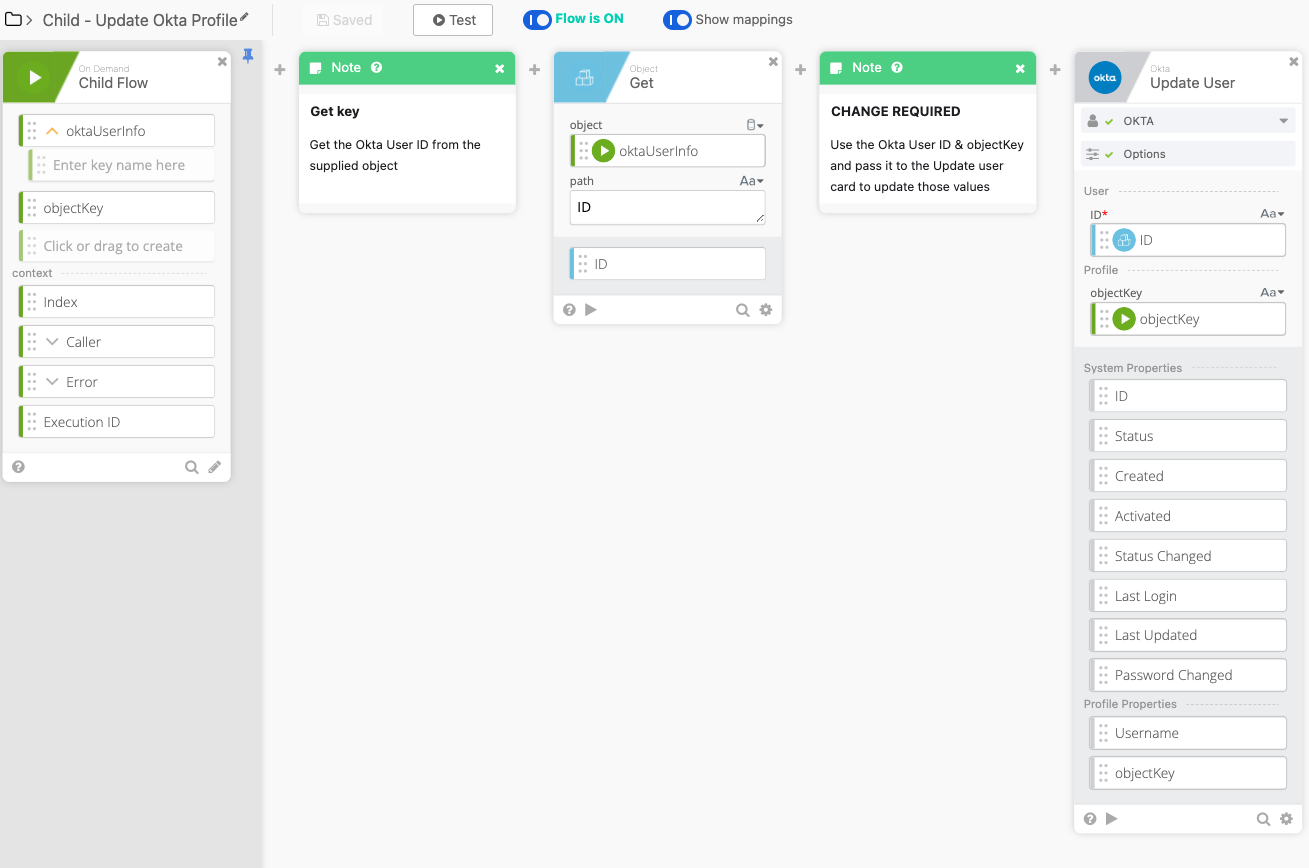 Child - Update Okta Profile
Saved
Test
Flow is ON
Show mappings
On Demand
Child Flow
oktaUserInfo
Enter key name here
objectKey
Click or drag to create
context
Index
Caller
Error
Execution ID
Note
Get key
Get the Okta User ID from the
supplied object
Object
Get
object
oktaUserInfo
path
Aa
ID
ID
Note
CHANGE REQUIRED
Use the Okta User ID & objectKey
and pass it to the Update user
card to update those values
okta
Okta
Update User
OKTA
Options
User
ID*
Aa
ID
Profile
objectKey
Aa
objectKey
System Properties
ID
Status
Created
Activated
Status Changed
Last Login
Last Updated
Password Changed
Profile Properties
Username
objectKey